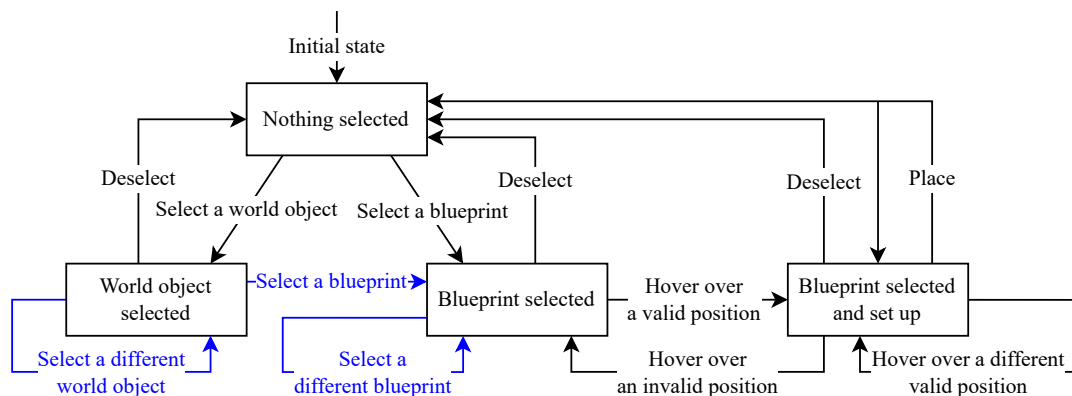 Initial state
Nothing selected
Deselect
Select a world object
Select a blueprint
Deselect
Deselect
Place
World object
selected
Select a blueprint
Blueprint selected
Hover over
a valid position
Blueprint selected
and set up
Select a different
world object
Select a
different blueprint
Hover over
an invalid position
Hover over a different
valid position